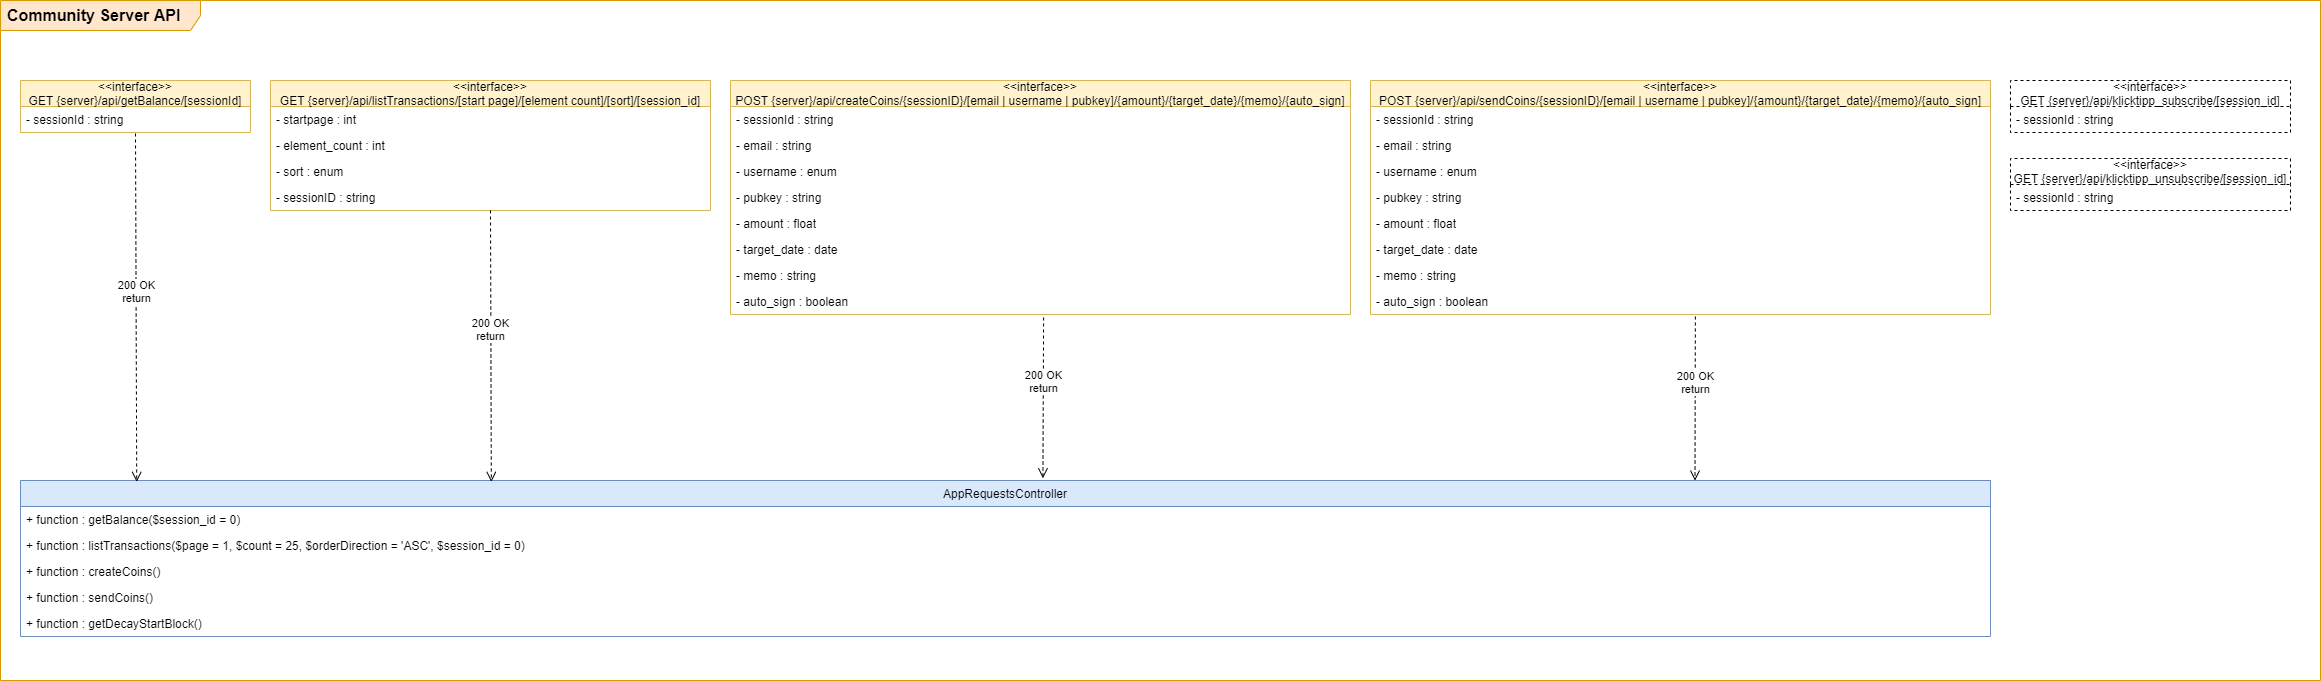 Community Server API
<<interface>>
GET {server}/api/getBalance/[sessionId]
- sessionId : string
<<interface>>
GET {server}/api/listTransactions/[start page]/[element count]/[sort]/[session_id]
- startpage : int
- element_count : int
- sort : enum
- sessionID : string
<<interface>>
POST {server}/api/createCoins/{sessionID}/[email | username | pubkey]/{amount}/{target_date}/{memo}/{auto_sign]
- sessionId : string
- email : string
- username : enum
- pubkey : string
- amount : float
- target_date : date
- memo : string
- auto_sign : boolean
<<interface>>
POST {server}/api/sendCoins/{sessionID}/[email | username | pubkey]/{amount}/{target_date}/{memo}/{auto_sign]
- sessionId : string
- email : string
- username : enum
- pubkey : string
- amount : float
- target_date : date
- memo : string
- auto_sign : boolean
<<interface>>
GET {server}/api/klicktipp_subscribe/[session_id]
- sessionId : string
<<interface>>
GET {server}/api/klicktipp_unsubscribe/[session_id]
- sessionId : string
200 OK
return
200 OK
return
200 OK
return
200 OK
return
AppRequestsController
+ function : getBalance($session_id = 0)
+ function : listTransactions($page = 1, $count = 25, $orderDirection = 'ASC', $session_id = 0)
+ function : createCoins()
+ function : sendCoins()
+ function : getDecayStartBlock()